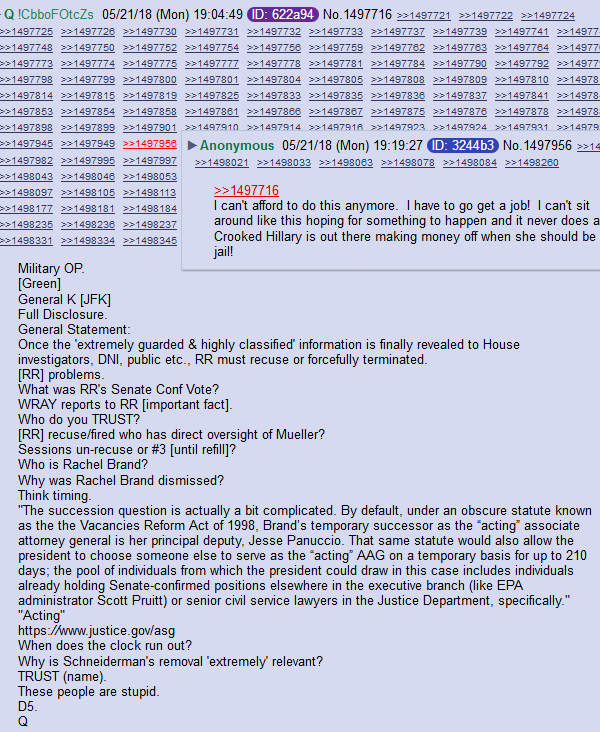 Q !CbboFOtcZs 05/21/18 (Mon) 19:04:49 ID: 622a94 No.1497716 >>1497721 >>1497722 >>1497724
>>1497725 >>1497726 >>1497730 >>1497731 >>1497732 >>1497733 >>1497737 >>1497739 >>1497741
>>1497748 >>1497750 >>1497752 >>1497754 >>1497756 >>1497759 >>1497762 >>1497763 >>1497764
>>1497773 >>1497774 >>1497775 >>1497777 >>1497778 >>1497781 >>1497784 >>1497790 >>1497792
>>1497798 >>1497799 >>1497800 >>1497801 >>1497804 >>1497805 >>1497808 >>1497809 >>1497810
>>1497814 >>1497815 >>1497819 >>1497825 >>1497833 >>1497835 >>1497836 >>1497837 >>1497841
>>1497853 >>1497854 >>1497858 >>1497861 >>1497866 >>1497867 >>1497875 >>1497876 >>1497878
>>1497898 >>1497899 >>1497901 >>1497910 >>1497914 >>1497916 >>1497923 >>1497924 >>1497931
>>1497945 >>1497949 >>1497956
>>1497982 >>1497995 >>1497997
>>1498043 >>1498046 >>1498053
>>1498097 >>1498105 >>1498113
>>1498177 >>1498181 >>1498184
>>1498235 >>1498236 >>1498237
>>1498331 >>1498334 >>1498345
Anonymous 05/21/18 (Mon) 19:19:27 ID: 3244b3 No.1497956
>>1498021 >>1498033 >>1498063 >>1498078 >>1498084 >>1498260
>>1497716
I can't afford to do this anymore. I have to go get a job! I can't sit
around like this hoping for something to happen and it never does a
Crooked Hillary is out there making money off when she should be
jail!
Military OP.
[Green]
General K [JFK]
Full Disclosure.
General Statement:
Once the 'extremely guarded & highly classified' information is finally revealed to House
investigators, DNI, public etc., RR must recuse or forcefully terminated.
[RR] problems.
What was RR's Senate Conf Vote?
WRAY reports to RR [important fact].
Who do you TRUST?
[RR] recuse/fired who has direct oversight of Mueller?
Sessions un-recuse or #3 [until refill]?
Who is Rachel Brand?
Why was Rachel Brand dismissed?
Think timing.
"The succession question is actually a bit complicated. By default, under an obscure statute known
as the the Vacancies Reform Act of 1998, Brand’s temporary successor as the “acting” associate
attorney general is her principal deputy, Jesse Panuccio. That same statute would also allow the
president to choose someone else to serve as the “acting” AAG on a temporary basis for up to 210
days; the pool of individuals from which the president could draw in this case includes individuals
already holding Senate-confirmed positions elsewhere in the executive branch (like EPA
administrator Scott Pruitt) or senior civil service lawyers in the Justice Department, specifically."
"Acting"
https://www.justice.gov/asg
When does the clock run out?
Why is Schneiderman's removal 'extremely' relevant?
TRUST (name).
These people are stupid.
D5.
Q